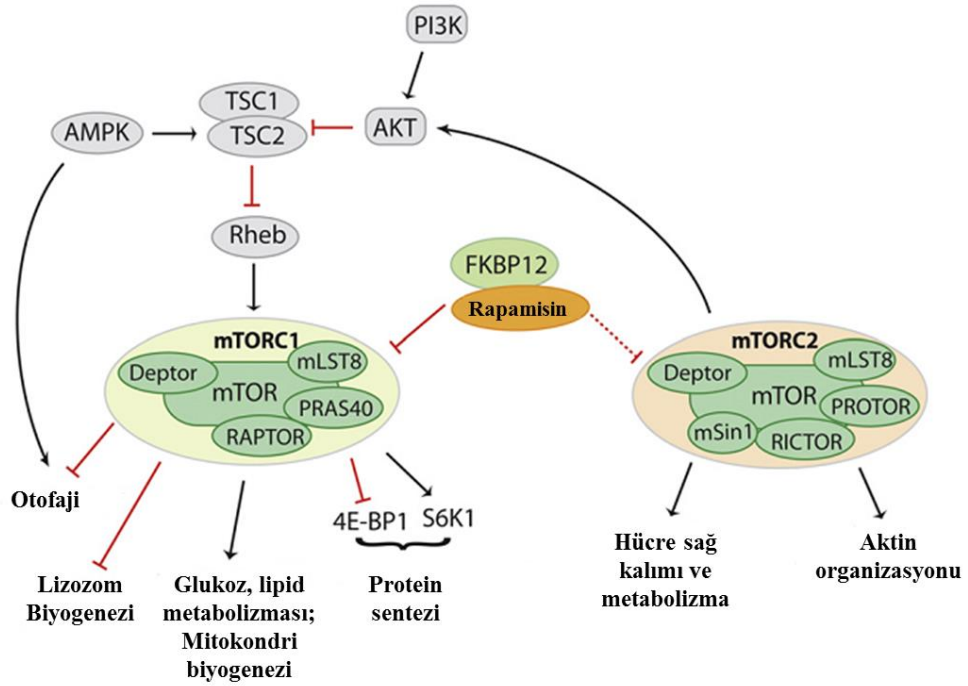 PI3K
TSC1
TSC2
AKT
AMPK
Rheb
FKBP12
Rapamisin
mTORC1
Deptor
mLST8
mTOR
PRAS40
RAPTOR
mTORC2
Deptor
mLST8
mTOR
PROTOR
mSin1
RICTOR
Otofaji
Lizozom
Biyogenezi
Glukoz, lipid
metabolizması;
Mitokondri
biyogenezi
4E-BP1
S6K1
Protein
sentezi
Hücre sağ
kalımı ve
metabolizma
Aktin
organizasyonu